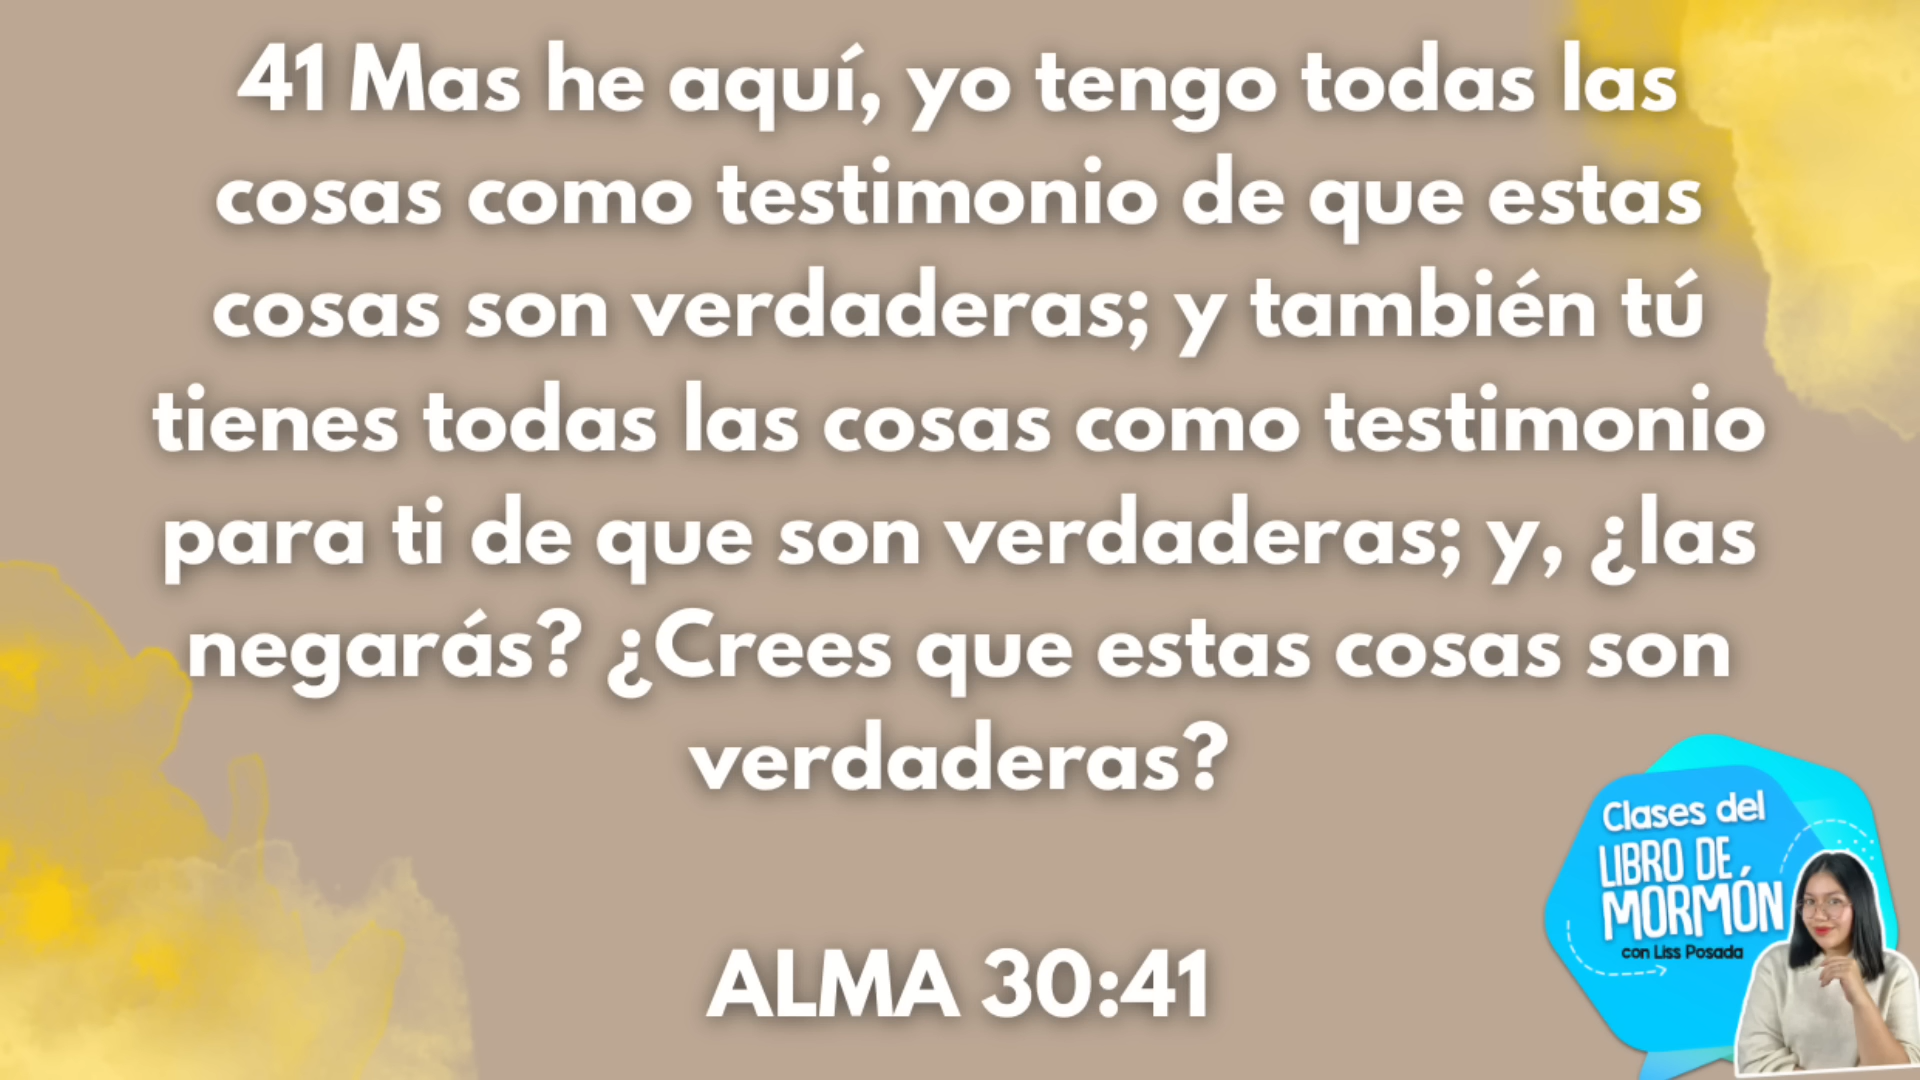 41 Mas he aquí, yo tengo todas las
cosas como testimonio de que estas
cosas son verdaderas; y también tú
tienes todas las cosas como testimonio
para ti de que son verdaderas; y, ¿las
negarás? ¿Crees que estas cosas son
verdaderas?
ALMA 30:41
Clases del
LIBRO DE
MORMÓN
con Liss Posada